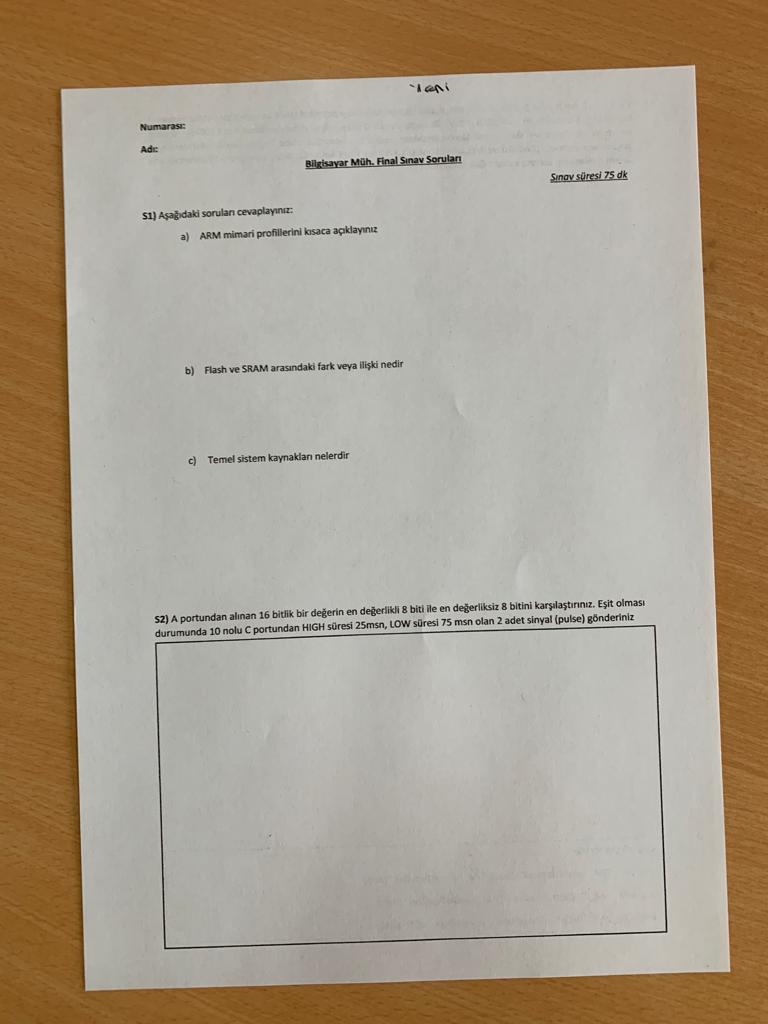 Yeni
Numarası:
Adı:
Bilgisayar Müh. Final Sınav Soruları
Sınav süresi 75 dk
S1) Aşağıdaki soruları cevaplayınız:
a) ARM mimari profillerini kısaca açıklayınız
b) Flash ve SRAM arasındaki fark veya ilişki nedir
c) Temel sistem kaynakları nelerdir
S2) A portundan alınan 16 bitlik bir değerin en değerlikli 8 biti ile en değerliksiz 8 bitini karşılaştırınız. Eşit olması
durumunda 10 nolu C portundan HIGH süresi 25msn, LOW süresi 75 msn olan 2 adet sinyal (pulse) gönderiniz